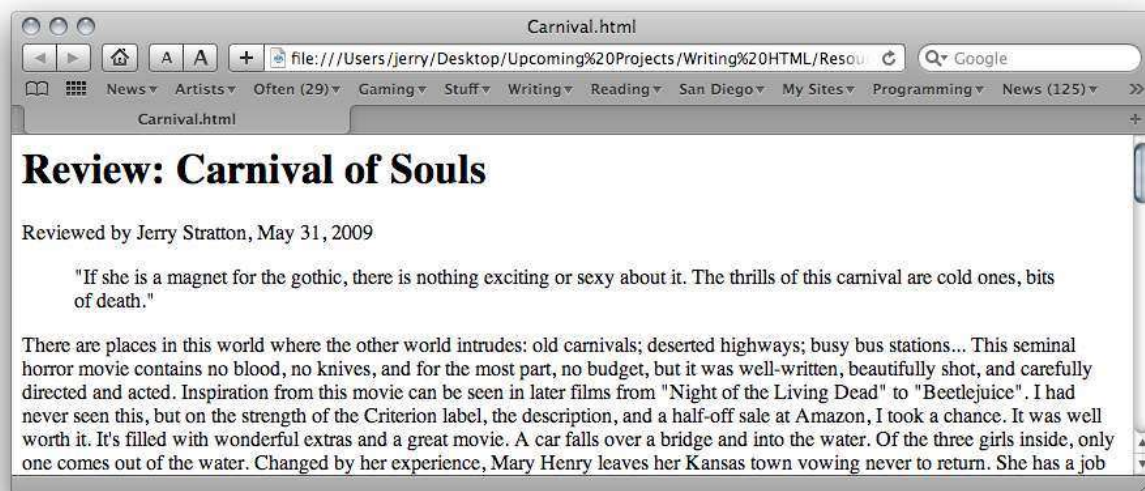 Carnival.html
A A + file:///Users/jerry/Desktop/Upcoming%20Projects/Writing%20HTML/Resou Google
News Artists Often (29) Gaming Stuff Writing Reading San Diego My Sites Programming News (125) »
Carnival.html +
Review: Carnival of Souls
Reviewed by Jerry Stratton, May 31, 2009
"If she is a magnet for the gothic, there is nothing exciting or sexy about it. The thrills of this carnival are cold ones, bits
of death."
There are places in this world where the other world intrudes: old carnivals; deserted highways; busy bus stations... This seminal
horror movie contains no blood, no knives, and for the most part, no budget, but it was well-written, beautifully shot, and carefully
directed and acted. Inspiration from this movie can be seen in later films from "Night of the Living Dead" to "Beetlejuice". I had
never seen this, but on the strength of the Criterion label, the description, and a half-off sale at Amazon, I took a chance. It was well
worth it. It's filled with wonderful extras and a great movie. A car falls over a bridge and into the water. Of the three girls inside, only
one comes out of the water. Changed by her experience, Mary Henry leaves her Kansas town vowing never to return. She has a job